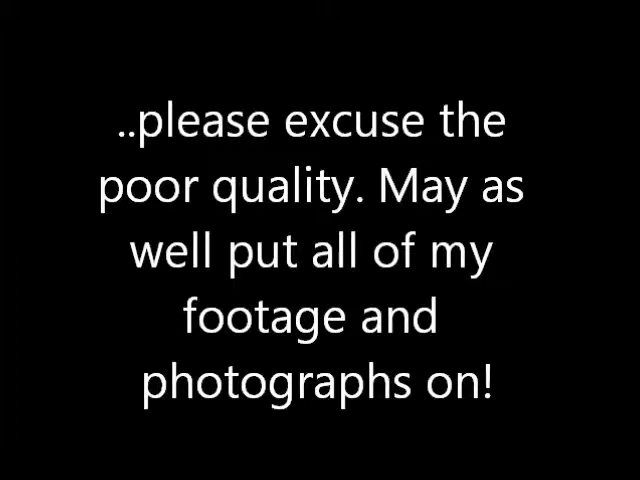 ..please excuse the
poor quality. May as
well put all of my
footage and
photographs on!